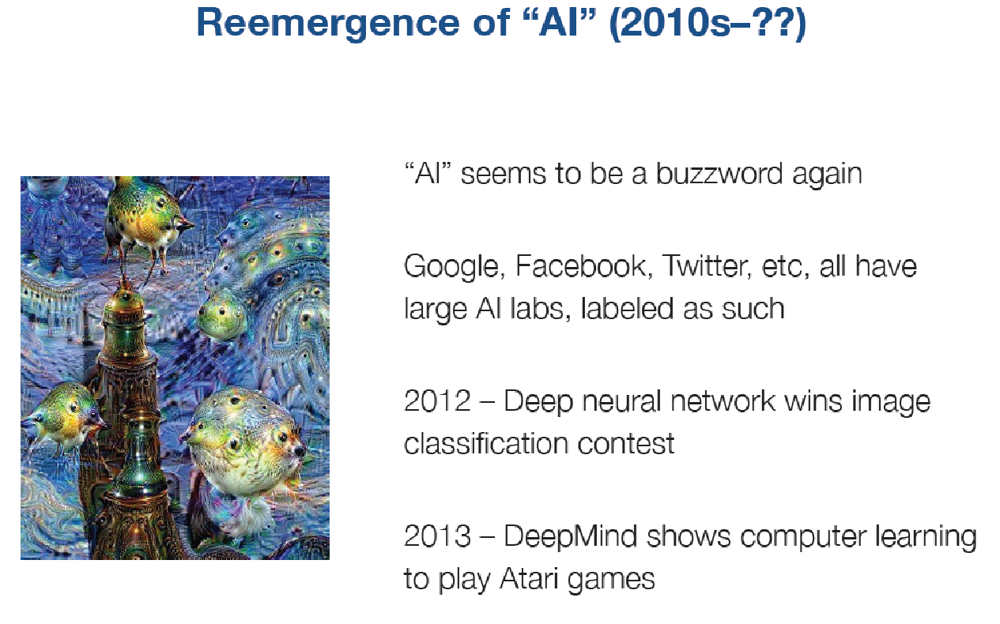 Reemergence of “AI” (2010s–??)
“AI” seems to be a buzzword again
Google, Facebook, Twitter, etc, all have
large AI labs, labeled as such
2012 – Deep neural network wins image
classification contest
2013 – DeepMind shows computer learning
to play Atari games